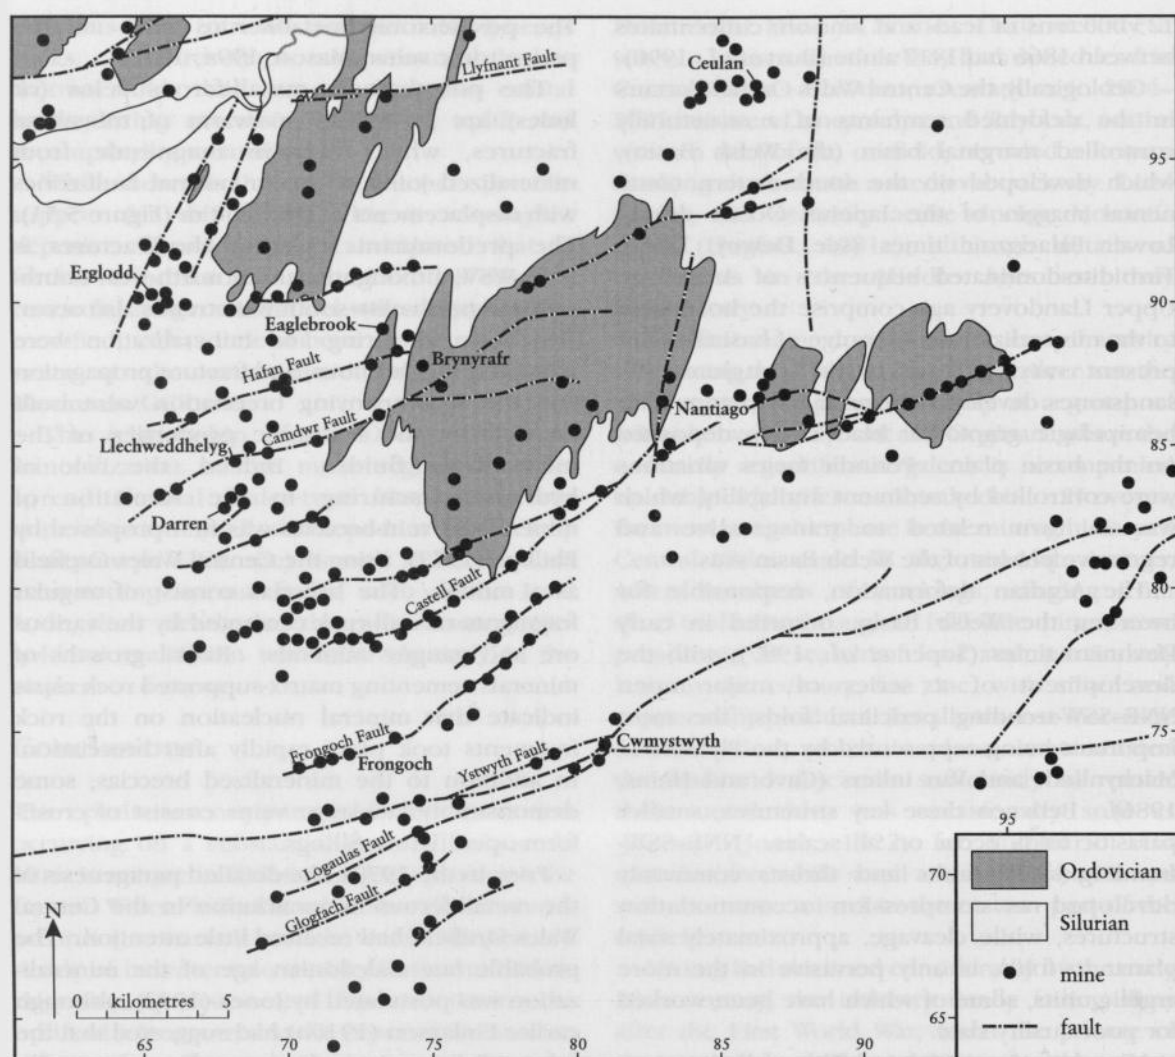 Llyfnant Fault
Ceulan
95
Erglodd
90
Eaglebrook
Hafan Fault
Brynyrafr
Nantiago
Camdwr Fault
Llechweddhelyg
85
Darren
Castell Fault
80
Frongoch Fault
Frongoch
Ystwyth Fault
Cwmystwyth
75
95
Logaulas Fault
Glogfach Fault
70
Ordovician
Silurian
N
0 kilometres 5
mine
fault
65
65
70
75
80
85
90
95